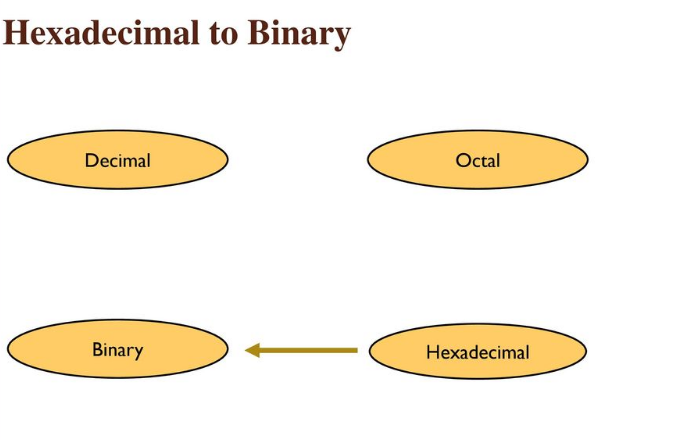 Hexadecimal to Binary
Decimal
Octal
Binary
Hexadecimal